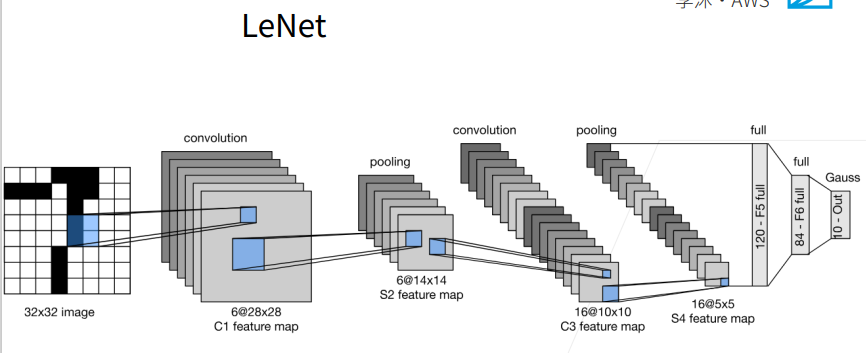 LeNet
AWS
convolution
pooling
convolution
pooling
full
full
Gauss
32x32 image
6@28x28
C1 feature map
6@14x14
S2 feature map
16@10x10
C3 feature map
16@5x5
S4 feature map
120 - F5 full
84 - F6 full
10 - Out